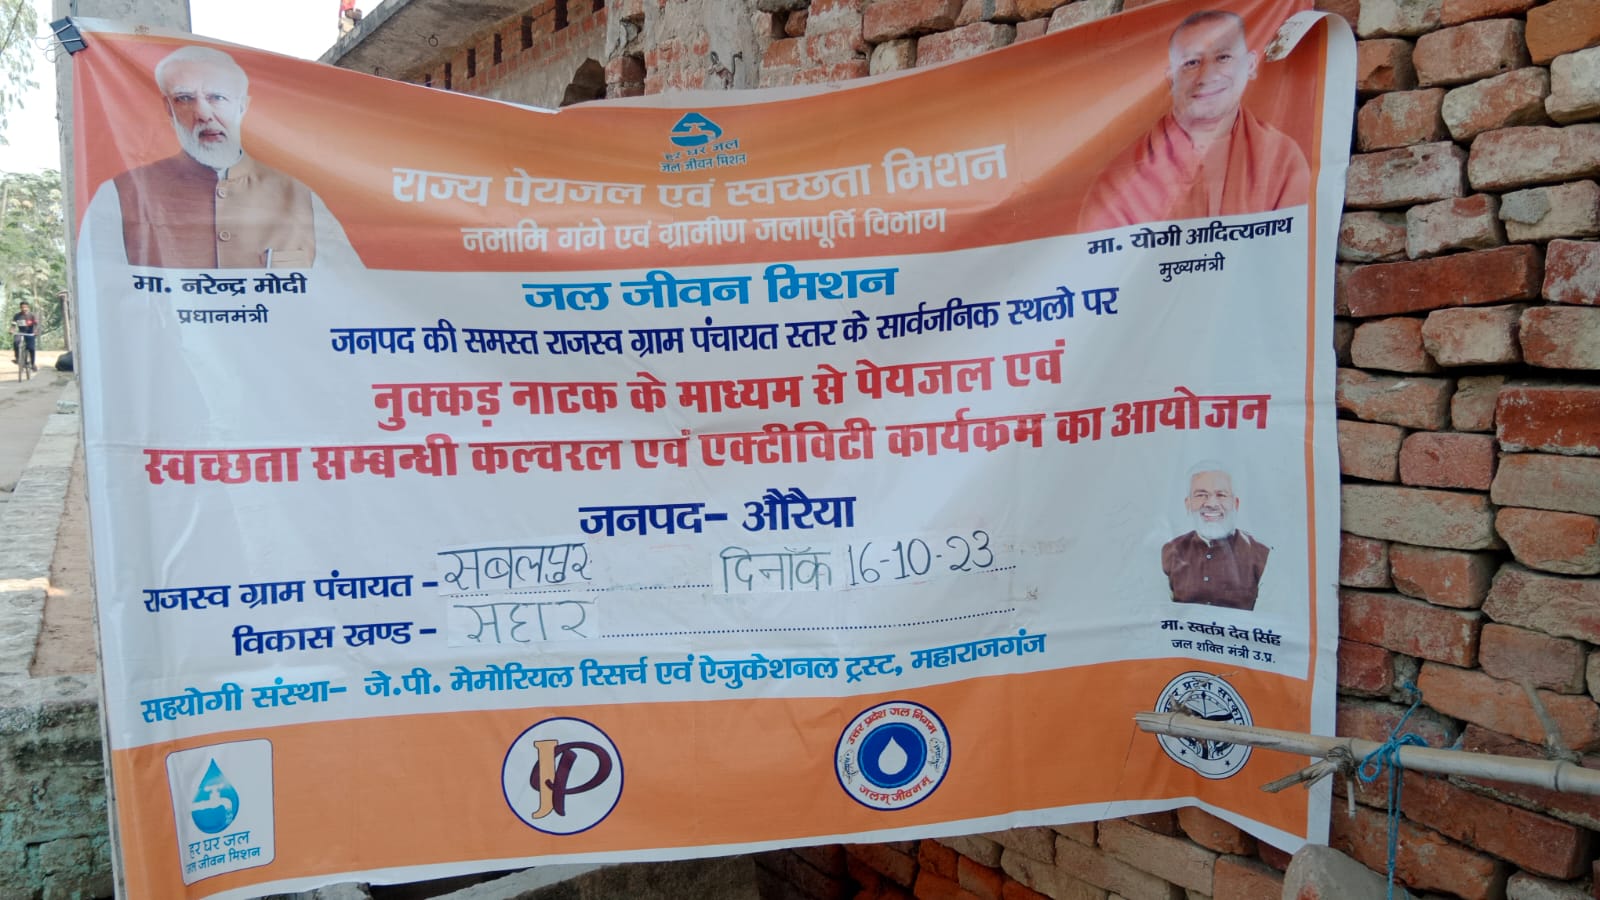 हर घर जल
जल जीवन मिशन
राज्य पेयजल एवं स्वच्छता मिशन
नमामि गंगे एवं ग्रामीण जलापूर्ति विभाग
मा. नरेन्द्र मोदी
प्रधानमंत्री
मा. योगी आदित्यनाथ
मुख्यमंत्री
जल जीवन मिशन
जनपद की समस्त राजस्व ग्राम पंचायत स्तर के सार्वजनिक स्थलो पर
नुक्कड़ नाटक के माध्यम से पेयजल एवं
स्वच्छता सम्बन्धी कल्चरल एवं एक्टीविटी कार्यक्रम का आयोजन
जनपद- औरैया
राजस्व ग्राम पंचायत - सबलपुर दिनाँक 16-10-23
विकास खण्ड - सहार
मा. स्वतंत्र देव सिंह
जल शक्ति मंत्री उ.प्र.
सहयोगी संस्था- जे.पी. मेमोरियल रिसर्च एवं ऐजुकेशनल ट्रस्ट, महाराजगंज
हर घर जल
जल जीवन मिशन
JP
उत्तर प्रदेश जल निगम
जलम् जीवनम्
प्रदेश सरकार